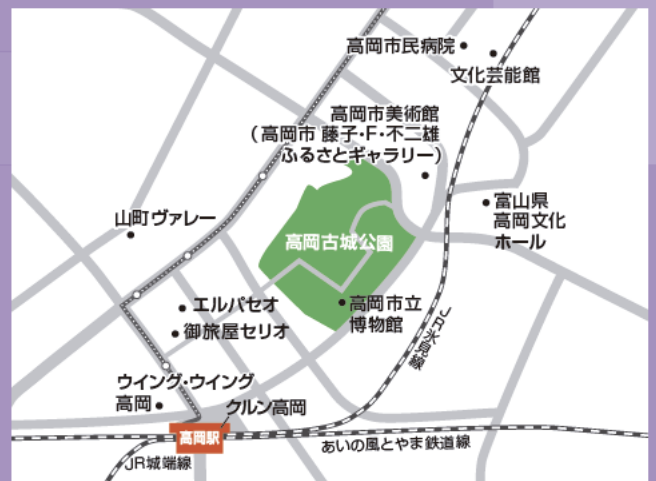 高岡市民病院
文化芸能館
高岡市美術館
（高岡市 藤子・F・不二雄
ふるさとギャラリー）
富山県
高岡文化
ホール
山町ヴァレー
高岡古城公園
エルパセオ
御旅屋セリオ
高岡市立
博物館
JR氷見線
ウイング・ウイング
高岡
クルン高岡
高岡駅
あいの風とやま鉄道線
JR城端線